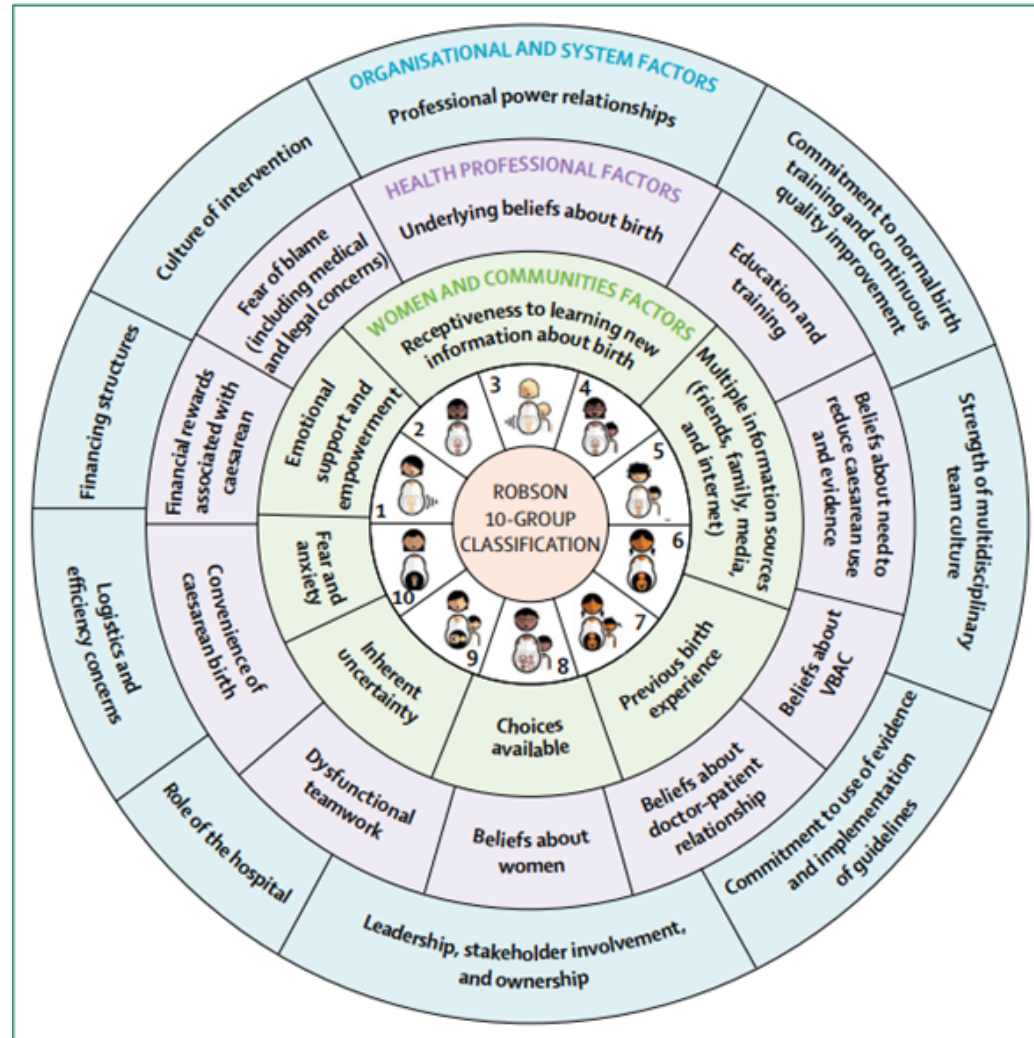 ORGANISATIONAL AND SYSTEM FACTORS
Professional power relationships
Commitment to normal birth
training and continuous
quality improvement
Strength of multidisciplinary
team culture
Commitment to use of evidence
and implementation
of guidelines
Leadership, stakeholder involvement,
and ownership
Role of the hospital
Logistics and
efficiency concerns
Financing structures
Culture of intervention
HEALTH PROFESSIONAL FACTORS
Underlying beliefs about birth
Education and
training
Beliefs about need to
reduce caesarean use
and evidence
Beliefs about
VBAC
Beliefs about
doctor–patient
relationship
Beliefs about
women
Dysfunctional
teamwork
Convenience of
caesarean birth
Financial rewards
associated with
caesarean
Fear of blame
(including medical
and legal concerns)
WOMEN AND COMMUNITIES FACTORS
Receptiveness to learning new
information about birth
Multiple information sources
(friends, family, media,
and internet)
Previous birth
experience
Choices
available
Inherent
uncertainty
Fear and
anxiety
Emotional
support and
empowerment
1
2
3
4
5
6
7
8
9
10
ROBSON
10-GROUP
CLASSIFICATION